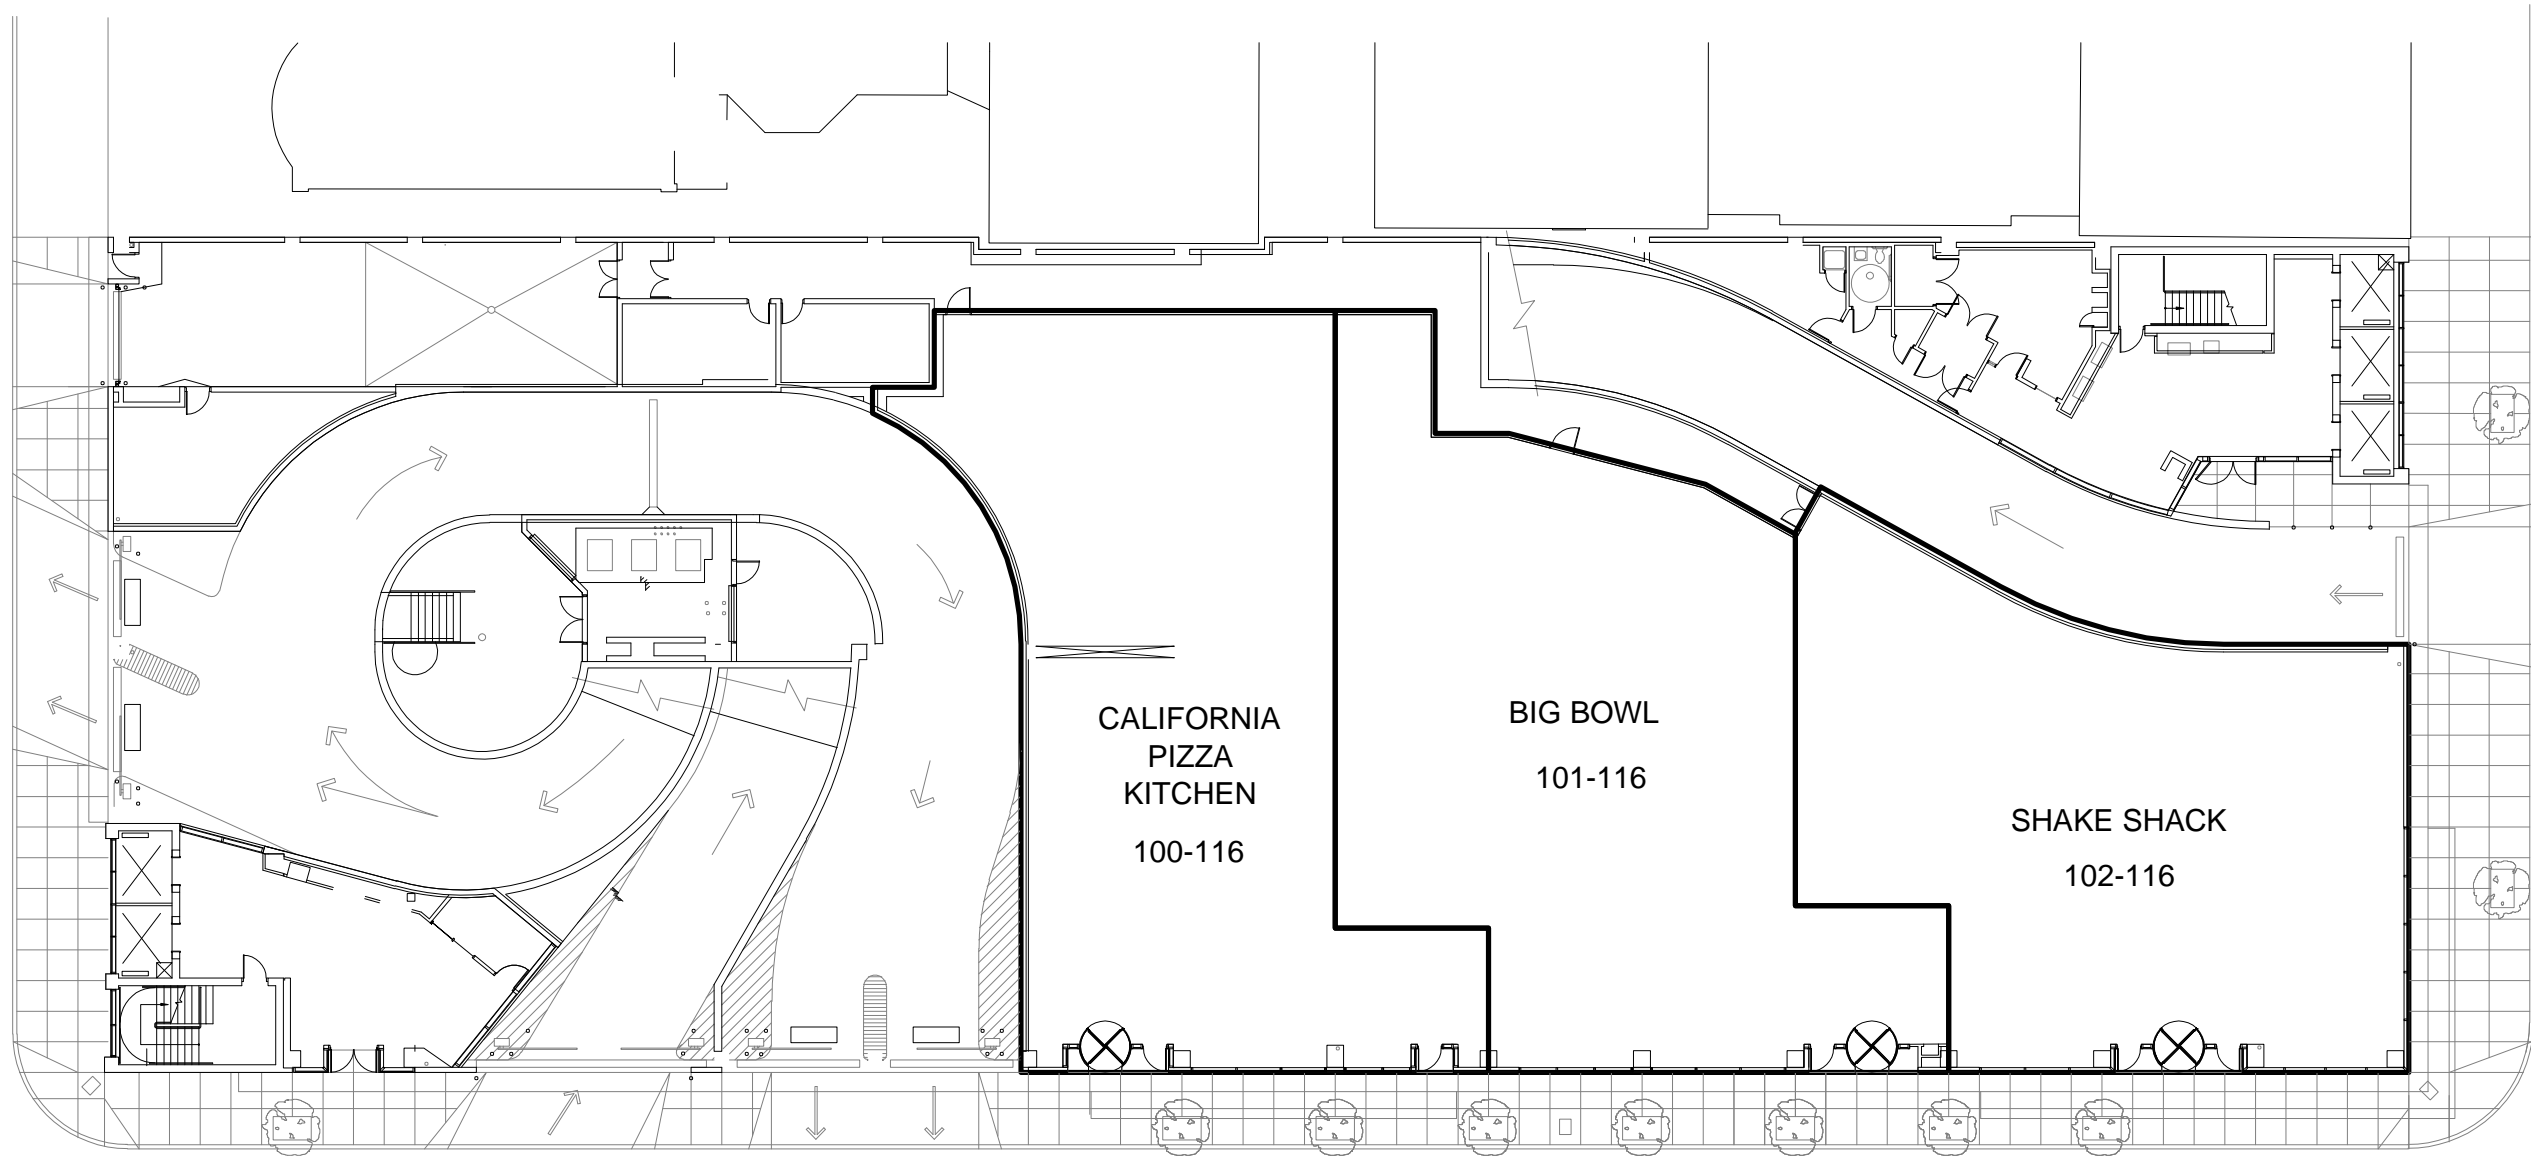 CALIFORNIA
PIZZA
KITCHEN
100-116
BIG BOWL
101-116
SHAKE SHACK
102-116